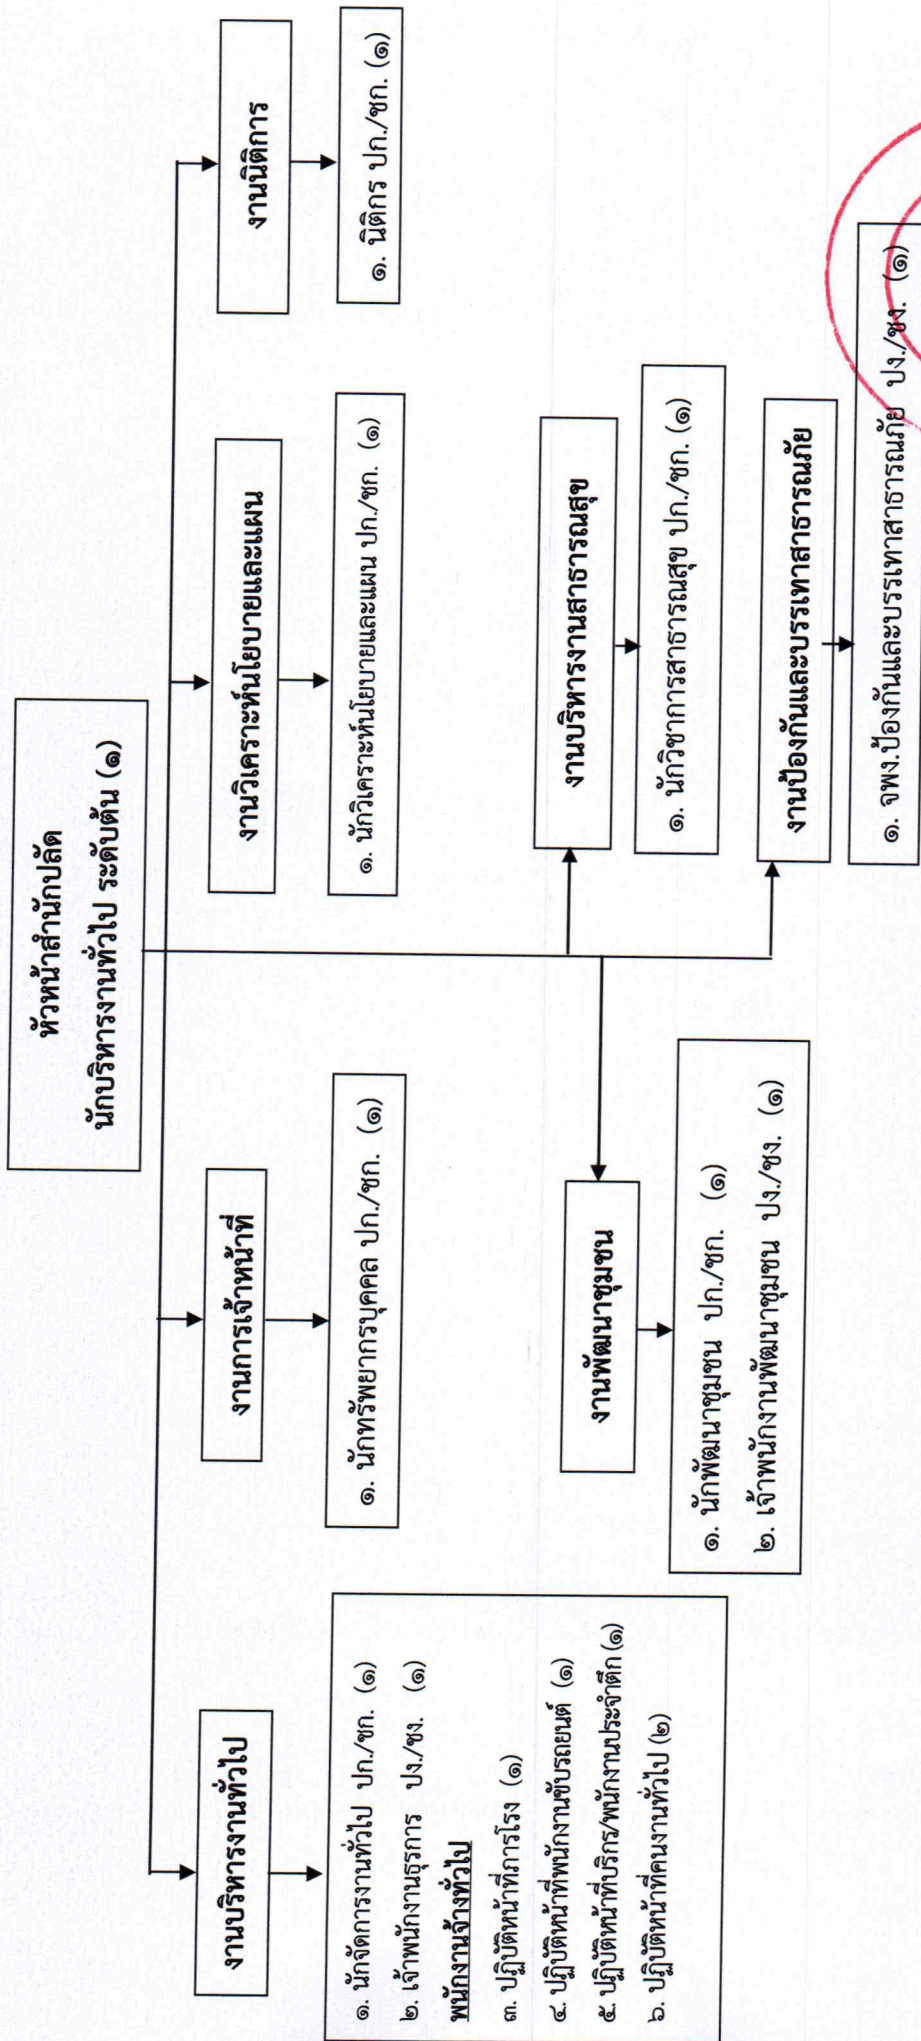 หัวหน้าสำนักปลัด
นักบริหารงานทั่วไป ระดับต้น (๑)
งานบริหารงานทั่วไป
๑. นักจัดการงานทั่วไป ปก./ชก. (๑)
๒. เจ้าพนักงานธุรการ ปง./ชง. (๑)
พนักงานจ้างทั่วไป
๓. ปฏิบัติหน้าที่ภารโรง (๑)
๔. ปฏิบัติหน้าที่พนักงานขับรถยนต์ (๑)
๕. ปฏิบัติหน้าที่บริกร/พนักงานประจำตึก (๑)
๖. ปฏิบัติหน้าที่คนงานทั่วไป (๒)
งานการเจ้าหน้าที่
๑. นักทรัพยากรบุคคล ปก./ชก. (๑)
งานวิเคราะห์นโยบายและแผน
๑. นักวิเคราะห์นโยบายและแผน ปก./ชก. (๑)
งานนิติการ
๑. นิติกร ปก./ชก. (๑)
งานพัฒนาชุมชน
๑. นักพัฒนาชุมชน ปก./ชก. (๑)
๒. เจ้าพนักงานพัฒนาชุมชน ปง./ชง. (๑)
งานบริหารงานสาธารณสุข
๑. นักวิชาการสาธารณสุข ปก./ชก. (๑)
งานป้องกันและบรรเทาสาธารณภัย
๑. จพง.ป้องกันและบรรเทาสาธารณภัย ปง./ชง. (๑)